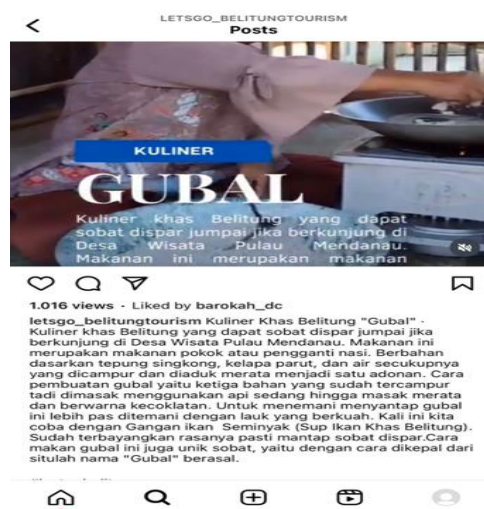 LETSGO_BELITUNGTOURISM
Posts
KULINER
GUBAL
Kuliner khas Belitung yang dapat
sobat dispar jumpai jika berkunjung di
Desa Wisata Pulau Mendanau.
Makanan ini merupakan makanan
1.016 views · Liked by barokah_dc
letsgo_belitungtourism Kuliner Khas Belitung "Gubal" -
Kuliner khas Belitung yang dapat sobat dispar jumpai jika
berkunjung di Desa Wisata Pulau Mendanau. Makanan ini
merupakan makanan pokok atau pengganti nasi. Berbahan
dasarkan tepung singkong, kelapa parut, dan air secukupnya
yang dicampur dan diaduk merata menjadi satu adonan. Cara
pembuatan gubal yaitu ketiga bahan yang sudah tercampur
tadi dimasak menggunakan api sedang hingga masak merata
dan berwarna kecoklatan. Untuk menemani menyantap gubal
ini lebih pas ditemani dengan lauk yang berkuah. Kali ini kita
coba dengan Gangan ikan Seminyak (Sup Ikan Khas Belitung).
Sudah terbayangkan rasanya pasti mantap sobat dispar.Cara
makan gubal ini juga unik sobat, yaitu dengan cara dikepal dari
situlah nama "Gubal" berasal.